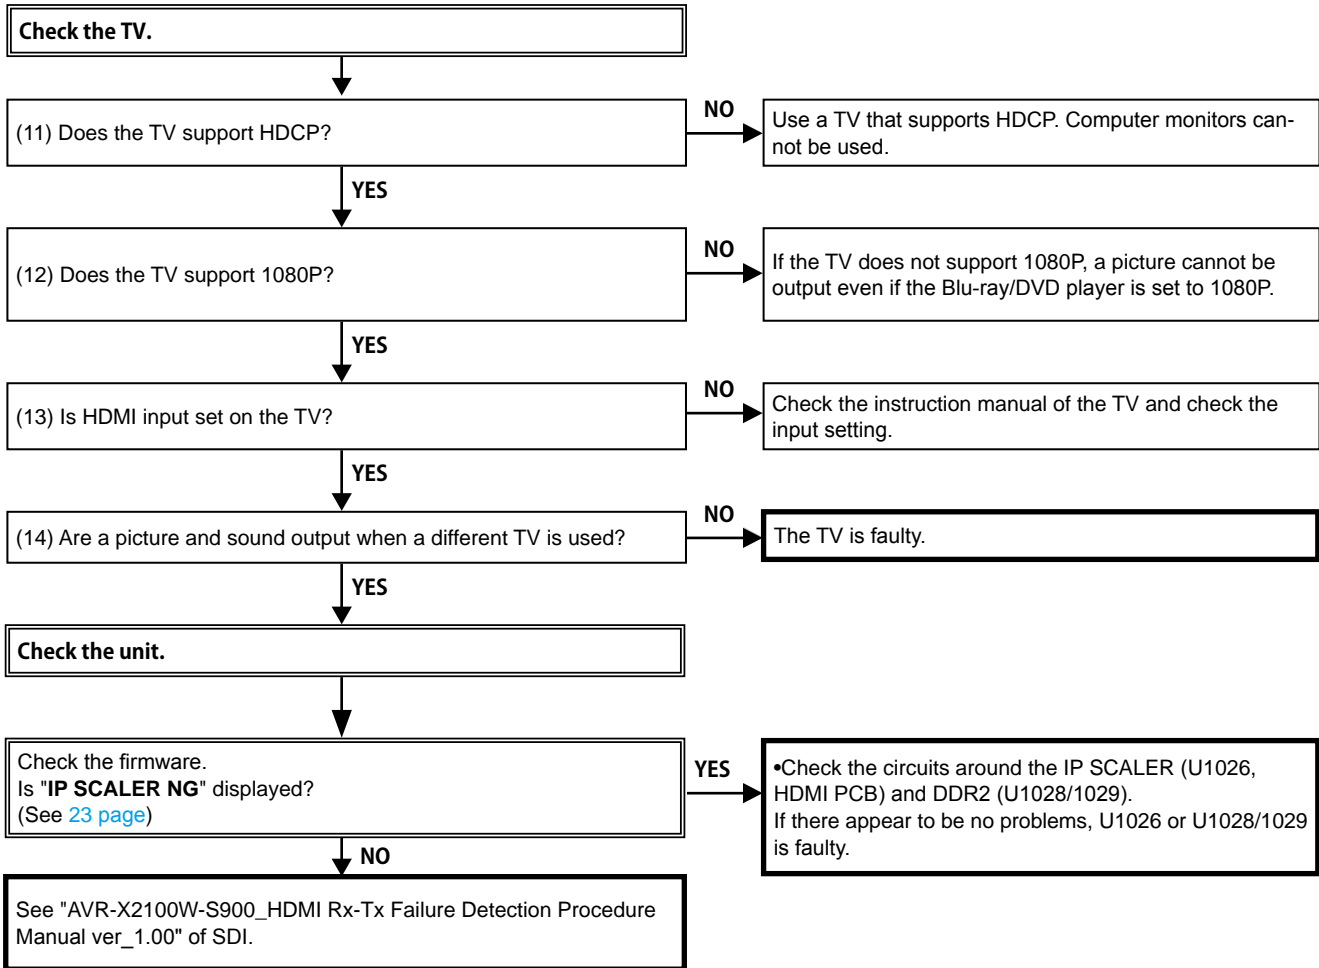 Check the TV.
(11) Does the TV support HDCP?
NO
Use a TV that supports HDCP. Computer monitors can-
not be used.
YES
(12) Does the TV support 1080P?
NO
If the TV does not support 1080P, a picture cannot be
output even if the Blu-ray/DVD player is set to 1080P.
YES
(13) Is HDMI input set on the TV?
NO
Check the instruction manual of the TV and check the
input setting.
YES
(14) Are a picture and sound output when a different TV is used?
NO
The TV is faulty.
YES
Check the unit.
Check the firmware.
Is "IP SCALER NG" displayed?
(See 23 page)
YES
•Check the circuits around the IP SCALER (U1026,
HDMI PCB) and DDR2 (U1028/1029).
If there appear to be no problems, U1026 or U1028/1029
is faulty.
NO
See "AVR-X2100W-S900_HDMI Rx-Tx Failure Detection Procedure
Manual ver_1.00" of SDI.